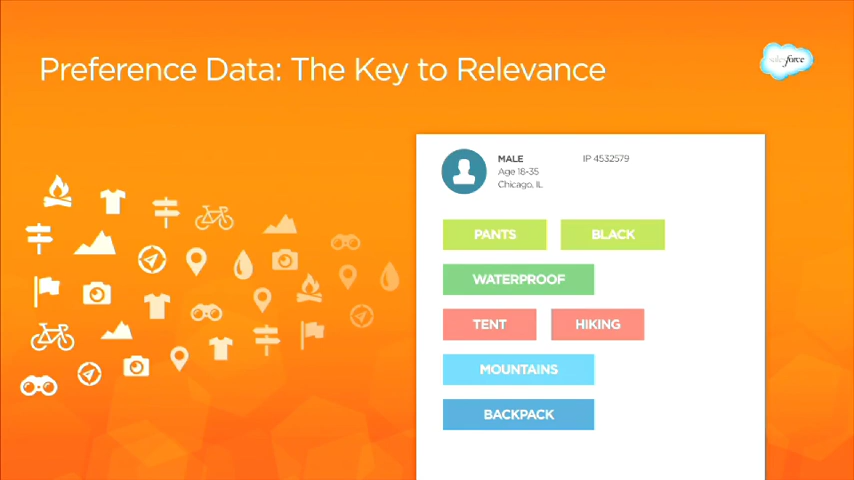 Preference Data: The Key to Relevance
salesforce
MALE
IP 4532579
Age 18-35
Chicago, IL
PANTS
BLACK
WATERPROOF
TENT
HIKING
MOUNTAINS
BACKPACK